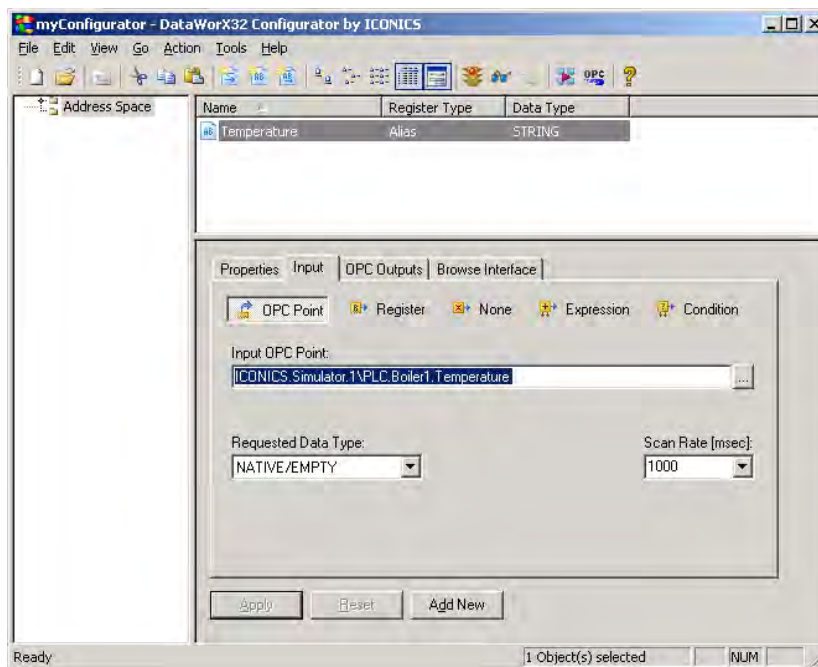 myConfigurator - DataWorX32 Configurator by ICONICS
File Edit View Go Action Tools Help
OPC
Address Space
Name Register Type Data Type
Temperature Alias STRING
Properties Input OPC Outputs Browse Interface
OPC Point Register None Expression Condition
Input OPC Point:
ICONICS.Simulator.1\PLC.Boiler1.Temperature
...
Requested Data Type: Scan Rate [msec]:
NATIVE/EMPTY 1000
Apply Reset Add New
Ready 1 Object(s) selected NUM